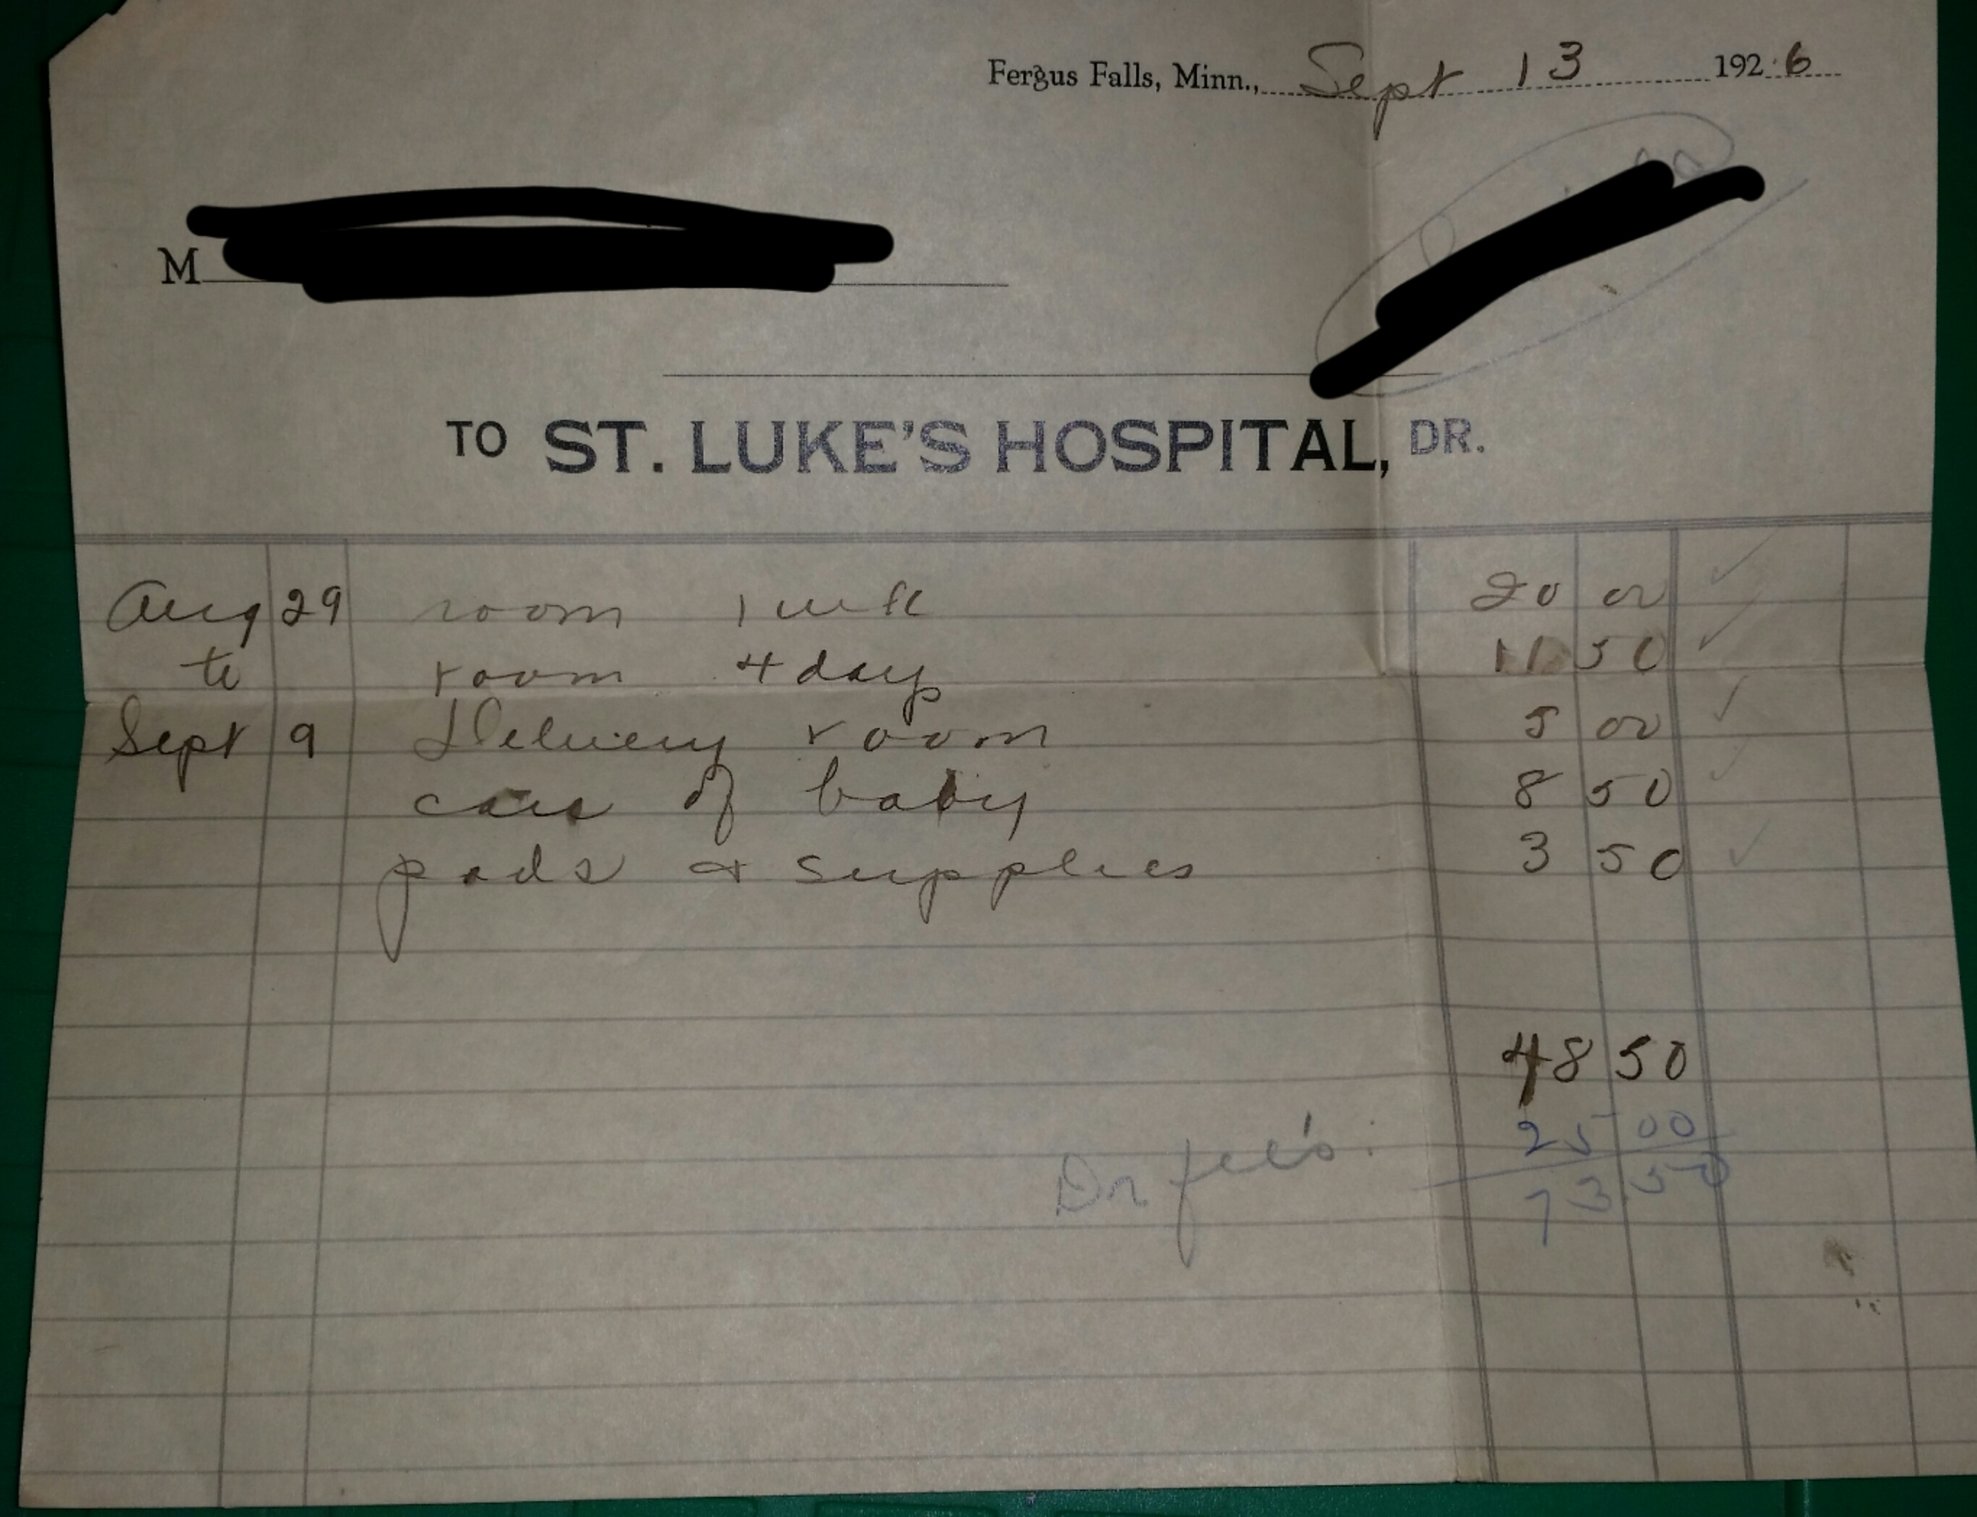 Fergus Falls, Minn., Sept 13 1926
M
TO ST. LUKE'S HOSPITAL, DR.
Aug 29 room 1 wk 20 00
to room 4 days 11 50
Sept 9 Delivery room 5 00
care of baby 8 50
pads & supplies 3 50
48 50
Dr fee's. 25 00
73 50